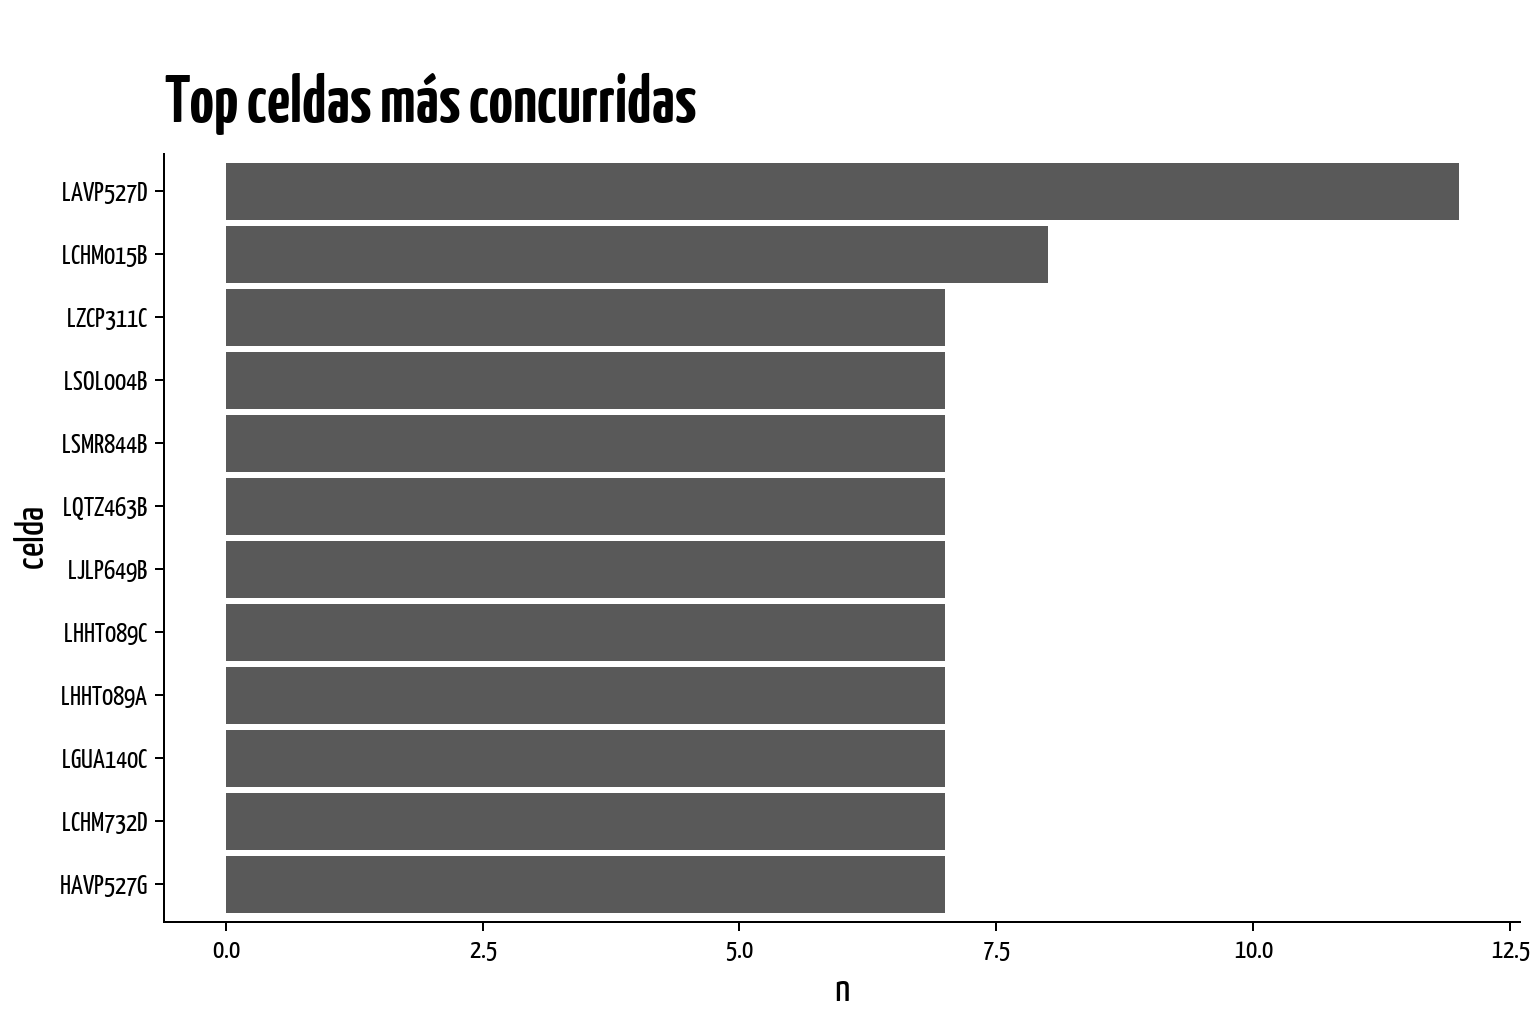 Top celdas más concurridas
LAVP527D
LCHM015B
LZCP311C
LSOL004B
LSMR844B
LQTZ463B
LJLP649B
LHHT089C
LHHT089A
LGUA140C
LCHM732D
HAVP527G
celda
0.0 2.5 5.0 7.5 10.0 12.5
n